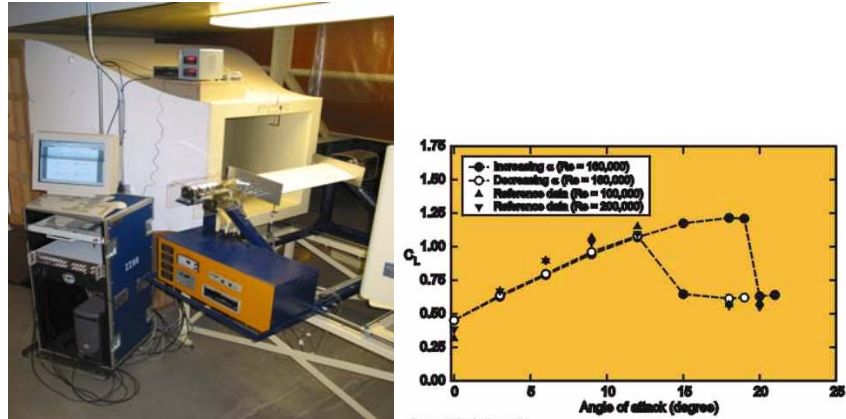 1.75
1.50
1.25
1.00
0.75
0.50
0.25
0.00
C_L
Increasing α (Re = 160,000)
Decreasing α (Re = 160,000)
Reference data (Re = 100,000)
Reference data (Re = 200,000)
0
5
10
15
20
25
Angle of attack (degree)